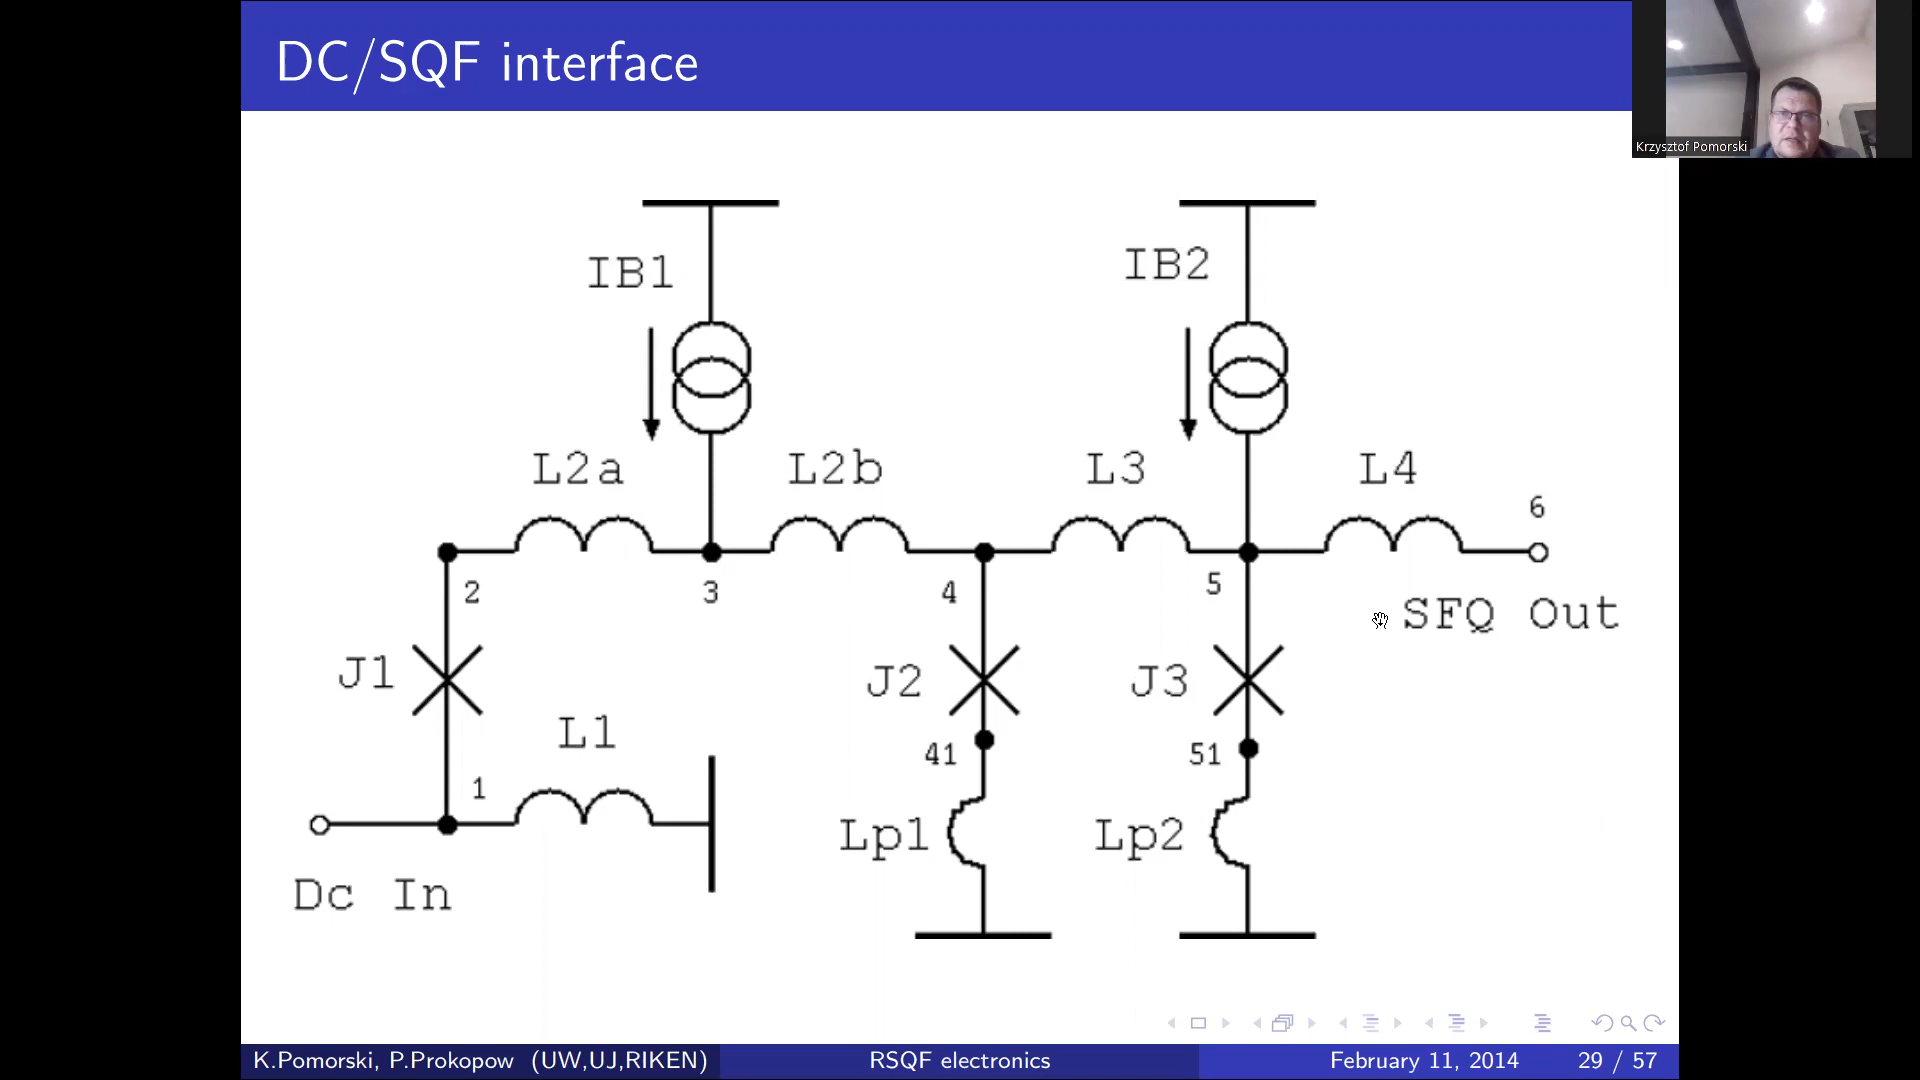 DC/SQF interface
Krzysztof Pomorski
IB1
IB2
L2a
L2b
L3
L4
6
2
3
4
5
SFQ Out
J1
J2
J3
L1
41
51
1
Lp1
Lp2
Dc In
K.Pomorski, P.Prokopow (UW,UJ,RIKEN)
RSQF electronics
February 11, 2014
29 / 57